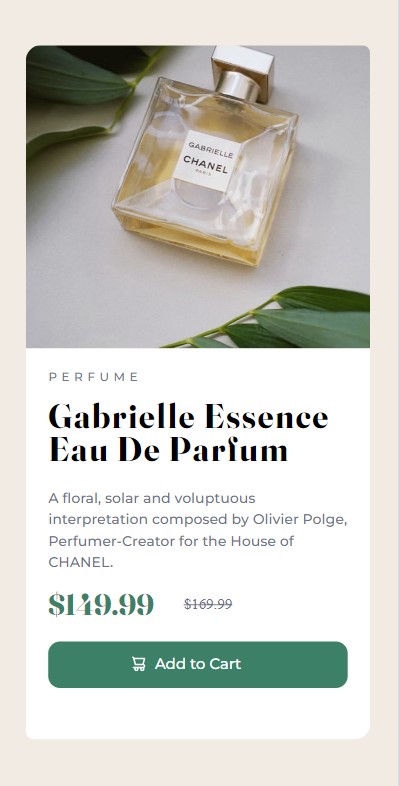 GABRIELLE
CHANEL
PARIS
PERFUME
Gabrielle Essence
Eau De Parfum
A floral, solar and voluptuous
interpretation composed by Olivier Polge,
Perfumer-Creator for the House of
CHANEL.
$149.99 $169.99
Add to Cart